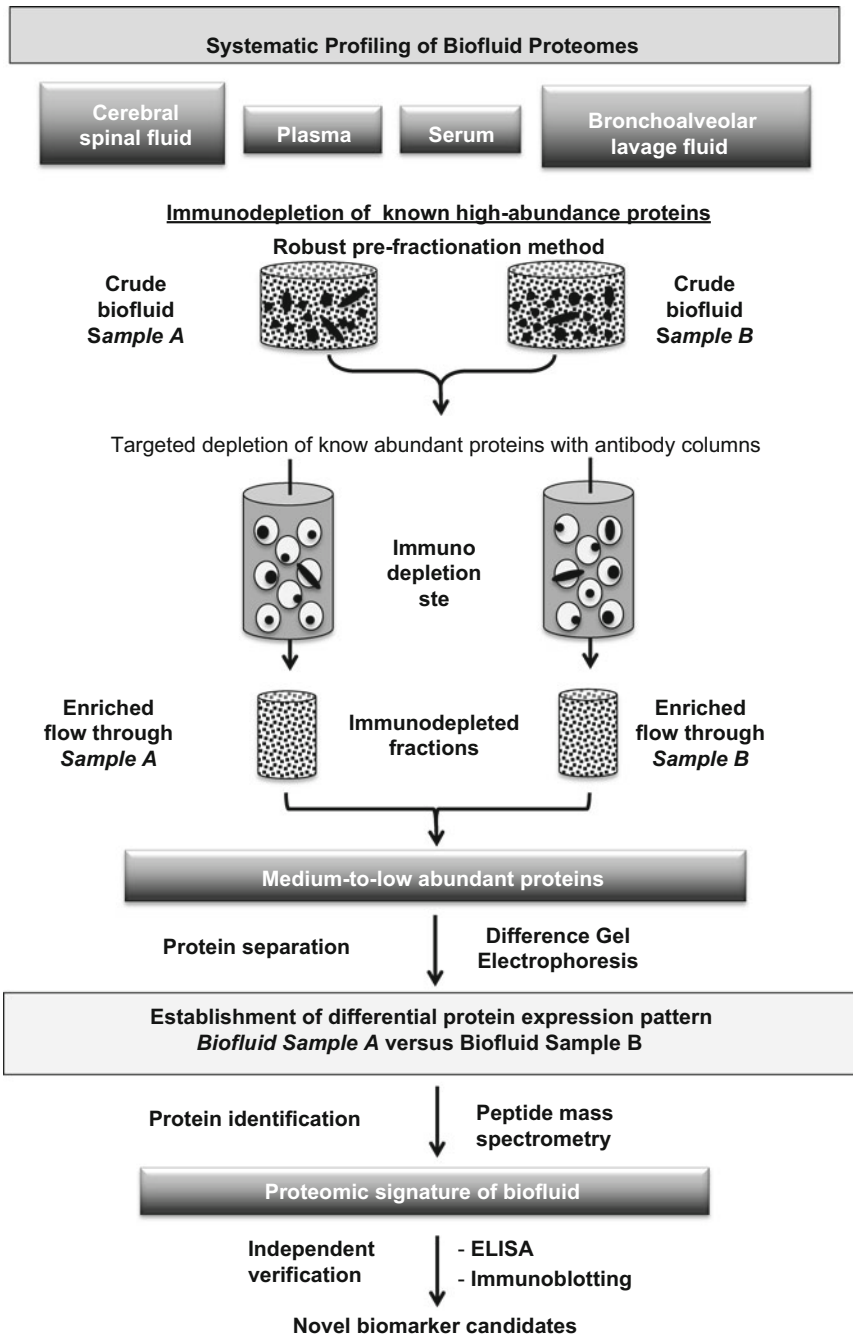 Systematic Profiling of Biofluid Proteomes
Cerebral
spinal fluid
Plasma
Serum
Bronchoalveolar
lavage fluid
Immunodepletion of known high-abundance proteins
Robust pre-fractionation method
Crude
biofluid
Sample A
Crude
biofluid
Sample B
Targeted depletion of know abundant proteins with antibody columns
Immuno
depletion
ste
Enriched
flow through
Sample A
Immunodepleted
fractions
Enriched
flow through
Sample B
Medium-to-low abundant proteins
Protein separation
Difference Gel
Electrophoresis
Establishment of differential protein expression pattern
Biofluid Sample A versus Biofluid Sample B
Protein identification
Peptide mass
spectrometry
Proteomic signature of biofluid
Independent
verification
- ELISA
- Immunoblotting
Novel biomarker candidates